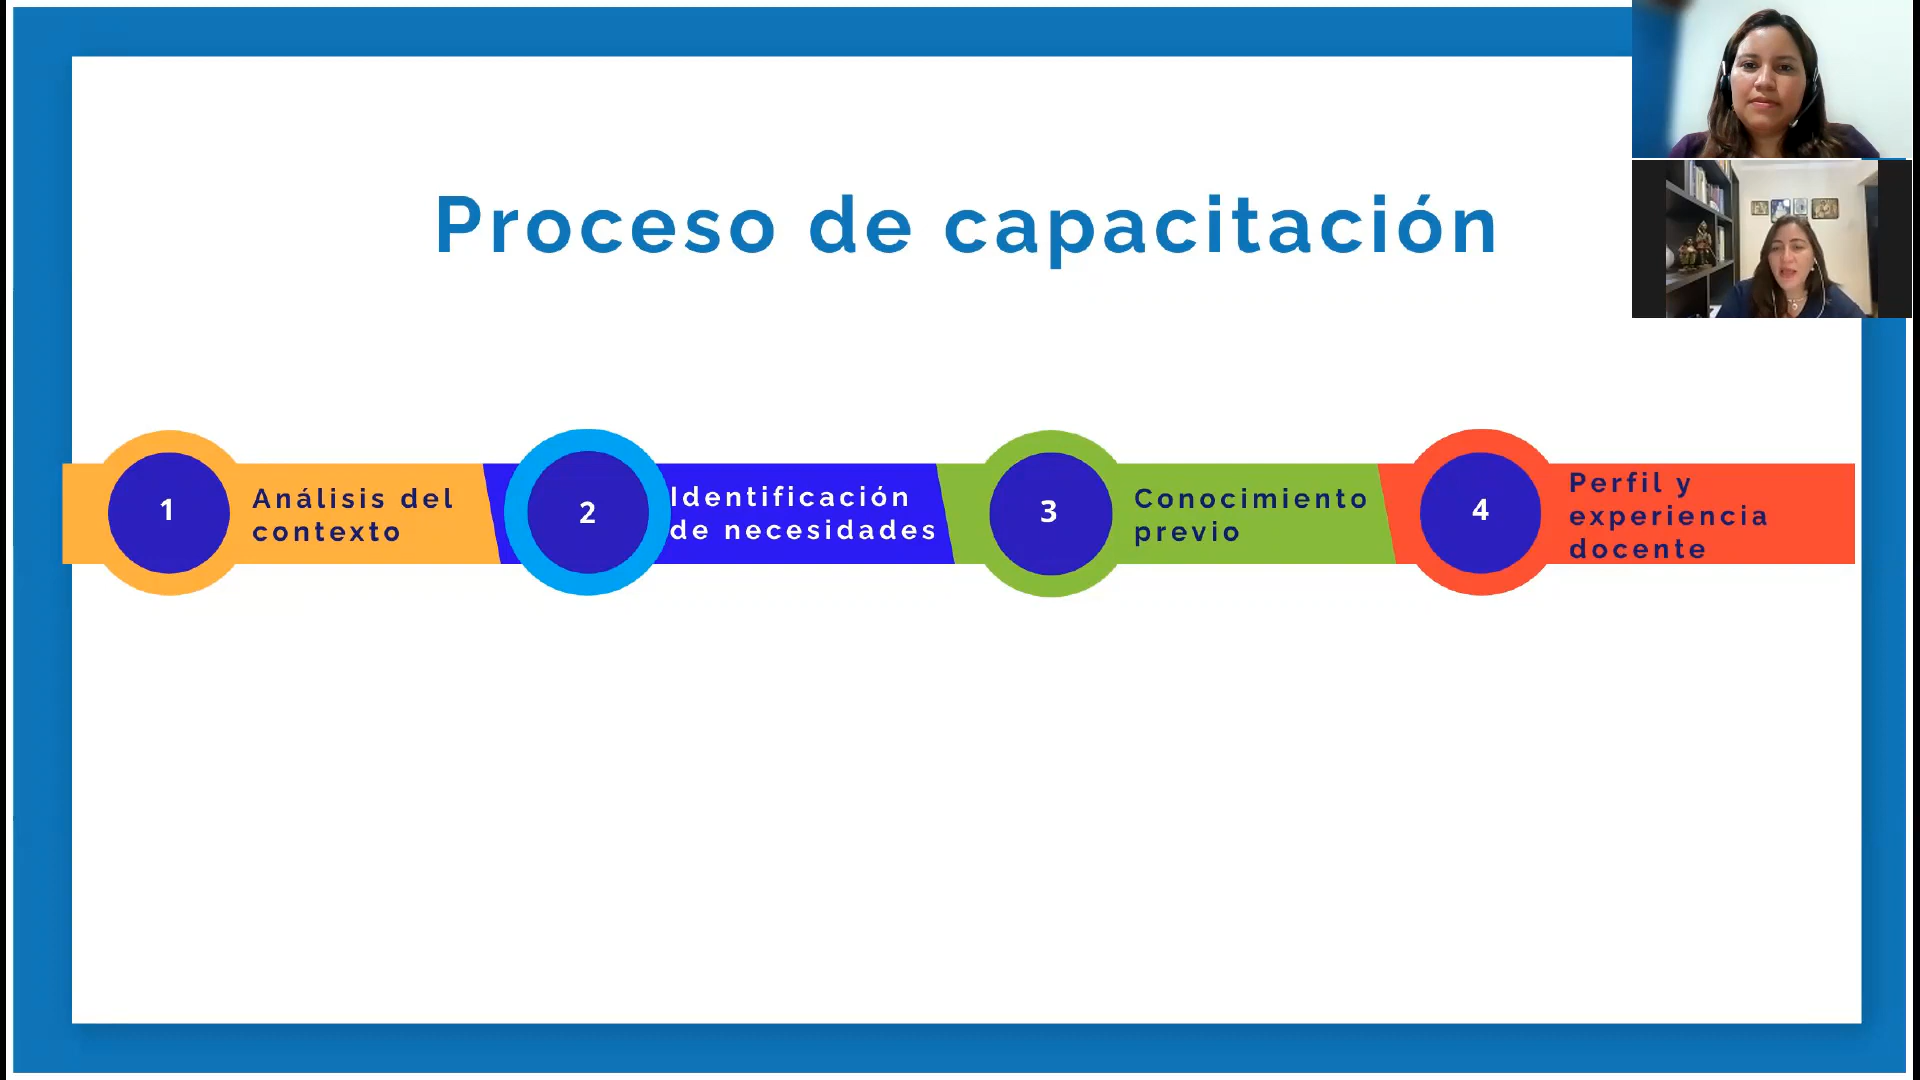 Proceso de capacitación
1
Análisis del
contexto
2
Identificación
de necesidades
3
Conocimiento
previo
4
Perfil y
experiencia
docente